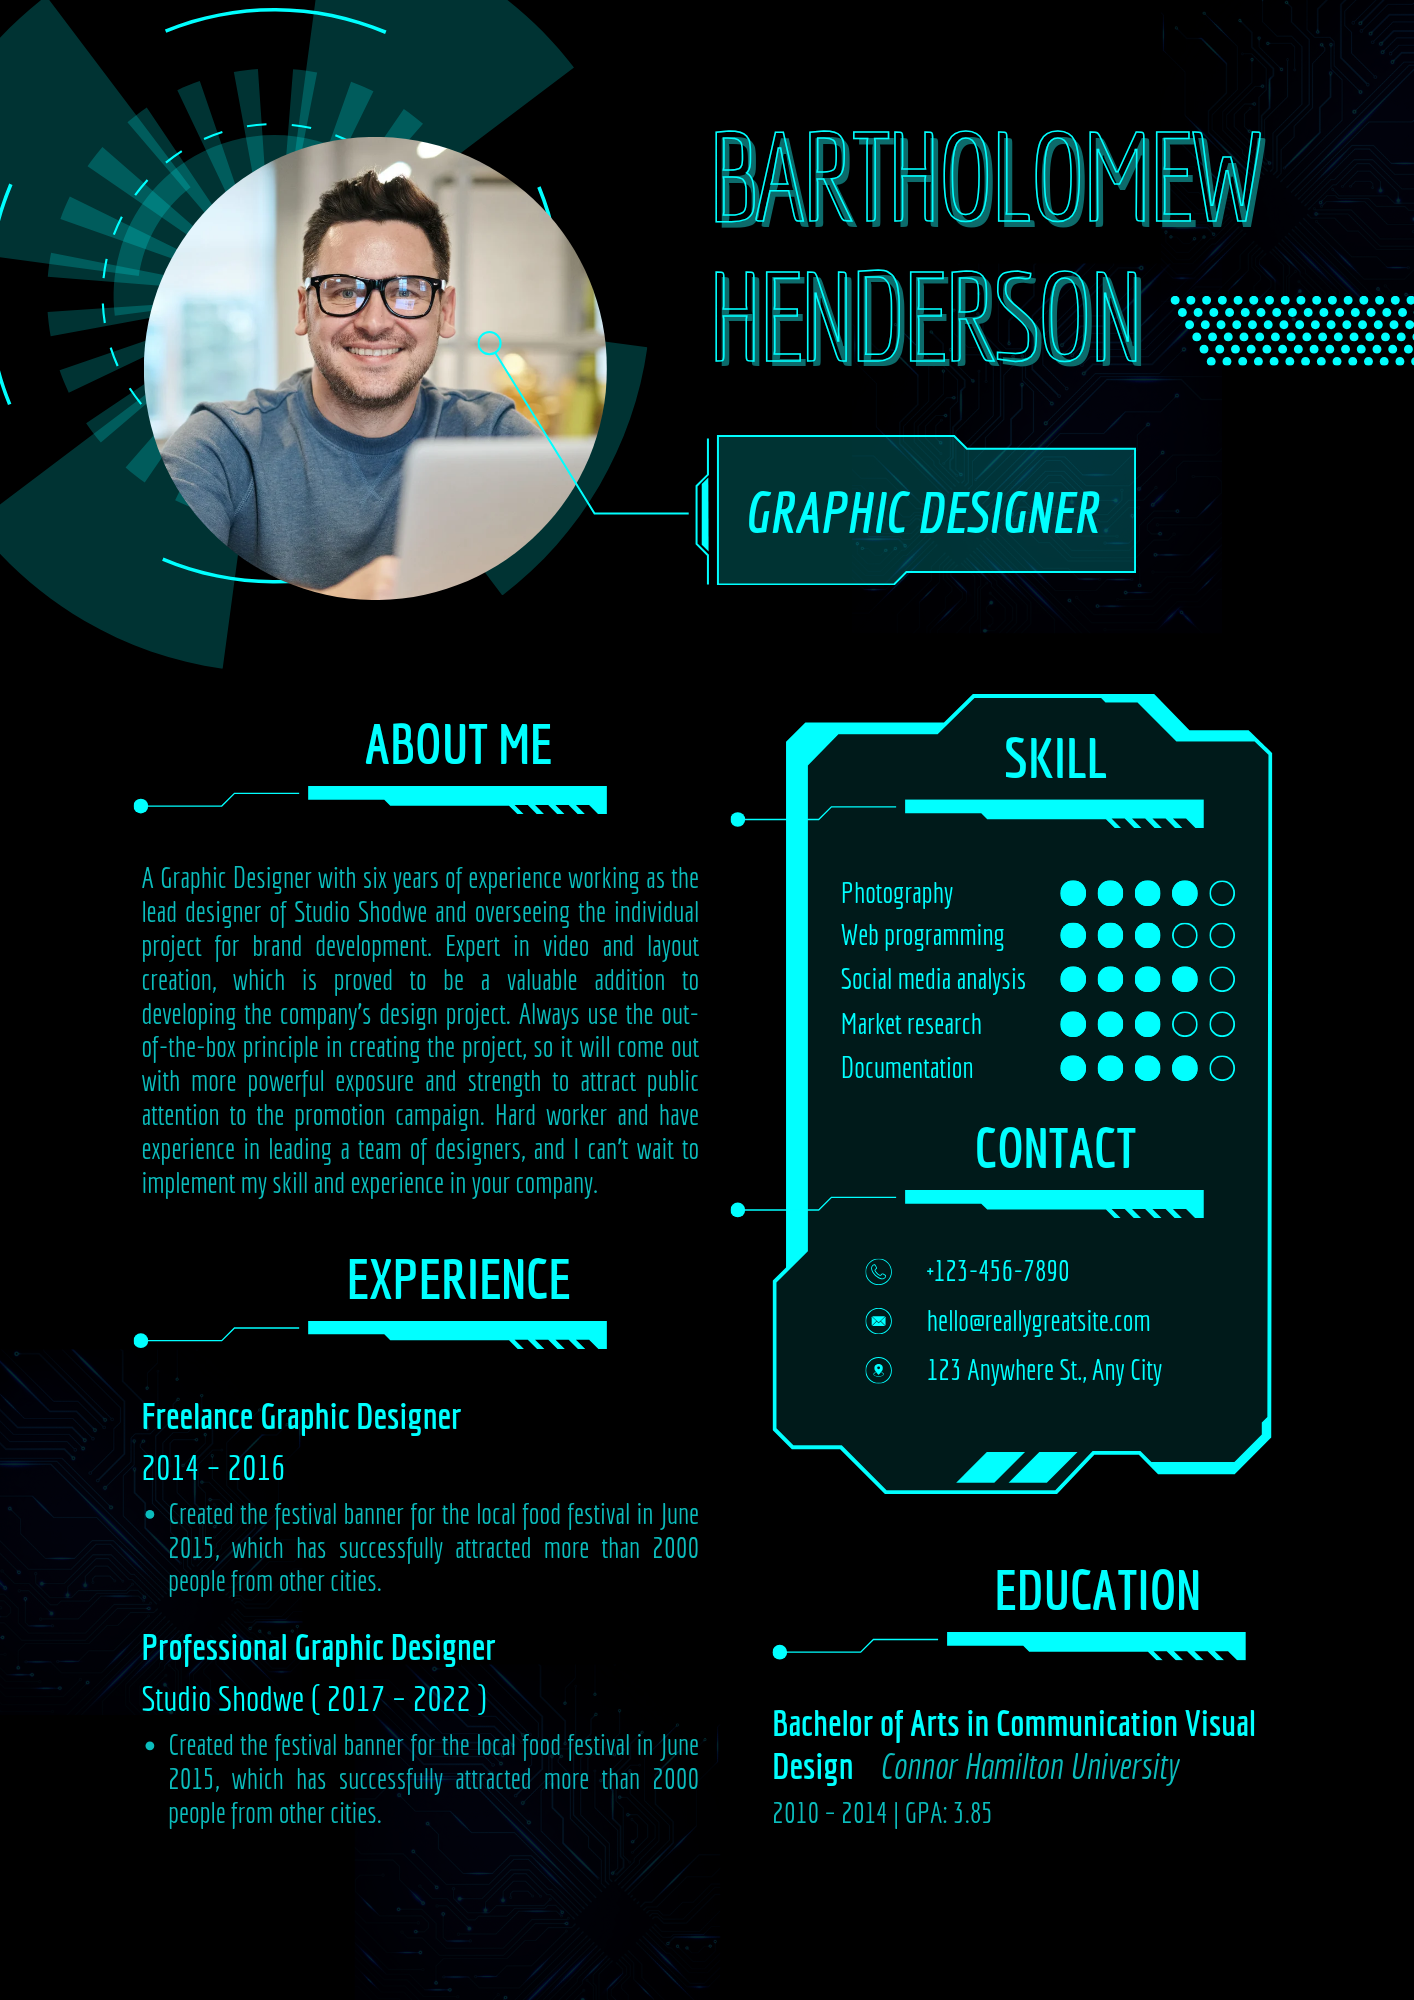 BARTHOLOMEW
HENDERSON
GRAPHIC DESIGNER
ABOUT ME
A Graphic Designer with six years of experience working as the
lead designer of Studio Shodwe and overseeing the individual
project for brand development. Expert in video and layout
creation, which is proved to be a valuable addition to
developing the company's design project. Always use the out-
of-the-box principle in creating the project, so it will come out
with more powerful exposure and strength to attract public
attention to the promotion campaign. Hard worker and have
experience in leading a team of designers, and I can't wait to
implement my skill and experience in your company.
EXPERIENCE
Freelance Graphic Designer
2014 - 2016
• Created the festival banner for the local food festival in June
2015, which has successfully attracted more than 2000
people from other cities.
Professional Graphic Designer
Studio Shodwe ( 2017 - 2022 )
• Created the festival banner for the local food festival in June
2015, which has successfully attracted more than 2000
people from other cities.
SKILL
Photography
Web programming
Social media analysis
Market research
Documentation
CONTACT
+123-456-7890
hello@reallygreatsite.com
123 Anywhere St., Any City
EDUCATION
Bachelor of Arts in Communication Visual
Design Connor Hamilton University
2010 - 2014 | GPA: 3.85